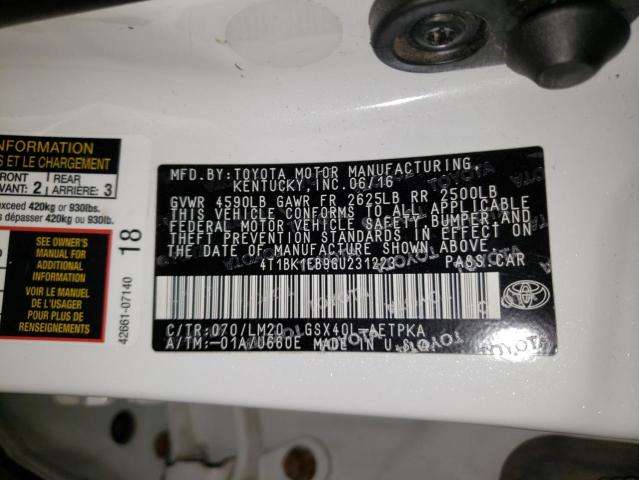 INFORMATION
S ET LE CHARGEMENT
FRONT
AVANT: 2
REAR
ARRIÈRE: 3
exceed 420kg or 930lbs.
s dépasser 420kg ou 930lb.
SEE OWNER'S
MANUAL FOR
ADDITIONAL
INFORMATION
VOIR LE MANUEL
DE L'USAGER
POUR PLUS DE
RENSEIGNEMENTS
18
42661-07140
MFD.BY:TOYOTA MOTOR MANUFACTURING
KENTUCKY, INC. 06/16
GVWR 4590LB GAWR FR 2625LB RR 2500LB
THIS VEHICLE CONFORMS TO ALL APPLICABLE
FEDERAL MOTOR VEHICLE SAFETY, BUMPER AND
THEFT PREVENTION STANDARDS IN EFFECT ON
THE DATE OF MANUFACTURE SHOWN ABOVE.
4T1BK1EB9GU231223 PASS.CAR
C/TR:070/LM20 GSX40L-AETPKA
A/TM:-01A/U660E MADE IN U.S.A.
TOYOTA